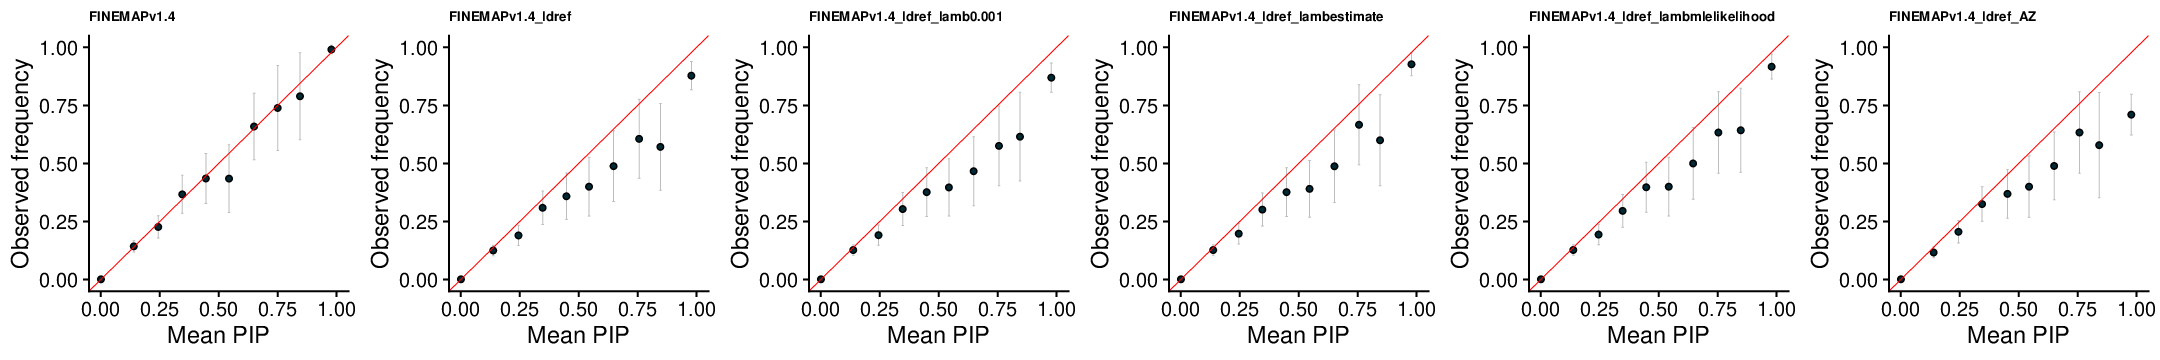 FINEMAPv1.4
1.00
0.75
0.50
0.25
0.00
Observed frequency
0.00 0.25 0.50 0.75 1.00
Mean PIP
FINEMAPv1.4_ldref
1.00
0.75
0.50
0.25
0.00
Observed frequency
0.00 0.25 0.50 0.75 1.00
Mean PIP
FINEMAPv1.4_ldref_lamb0.001
1.00
0.75
0.50
0.25
0.00
Observed frequency
0.00 0.25 0.50 0.75 1.00
Mean PIP
FINEMAPv1.4_ldref_lambestimate
1.00
0.75
0.50
0.25
0.00
Observed frequency
0.00 0.25 0.50 0.75 1.00
Mean PIP
FINEMAPv1.4_ldref_lambmlelikelihood
1.00
0.75
0.50
0.25
0.00
Observed frequency
0.00 0.25 0.50 0.75 1.00
Mean PIP
FINEMAPv1.4_ldref_AZ
1.00
0.75
0.50
0.25
0.00
Observed frequency
0.00 0.25 0.50 0.75 1.00
Mean PIP